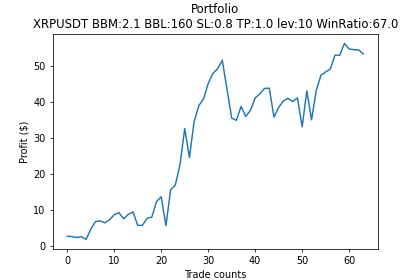 Portfolio
XRPUSDT BBM:2.1 BBL:160 SL:0.8 TP:1.0 lev:10 WinRatio:67.0
50
40
30
20
10
0
Profit ($)
0 10 20 30 40 50 60
Trade counts